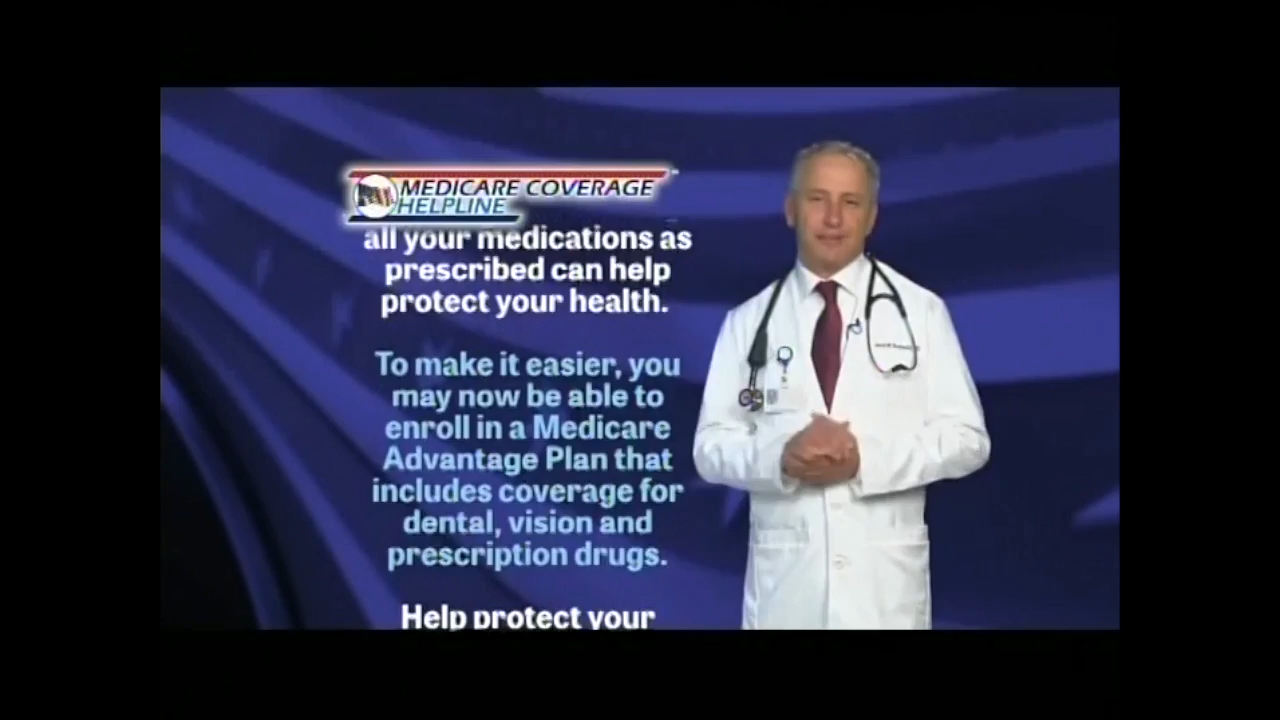 MEDICARE COVERAGE
HELPLINE
all your medications as
prescribed can help
protect your health.
To make it easier, you
may now be able to
enroll in a Medicare
Advantage Plan that
includes coverage for
dental, vision and
prescription drugs.
Help protect your